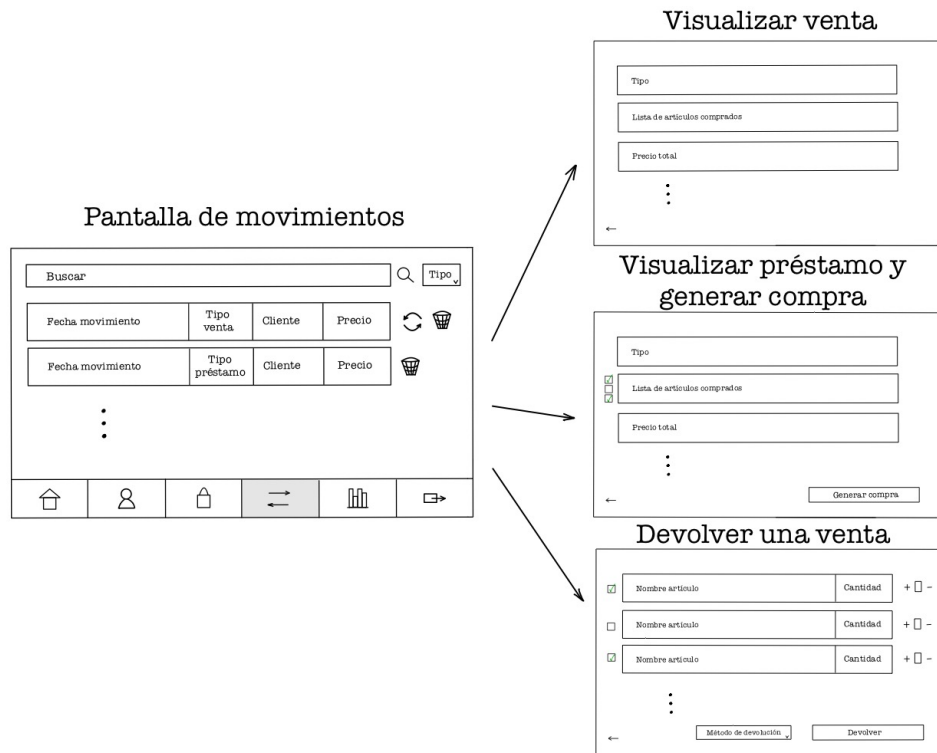 Visualizar venta
Tipo
Lista de artículos comprados
Precio total
Pantalla de movimientos
Buscar
Tipo
Fecha movimiento
Tipo
venta
Cliente
Precio
Fecha movimiento
Tipo
préstamo
Cliente
Precio
Visualizar préstamo y
generar compra
Tipo
Lista de artículos comprados
Precio total
Generar compra
Devolver una venta
Nombre artículo
Cantidad
+ -
Nombre artículo
Cantidad
+ -
Nombre artículo
Cantidad
+ -
Método de devolución
Devolver